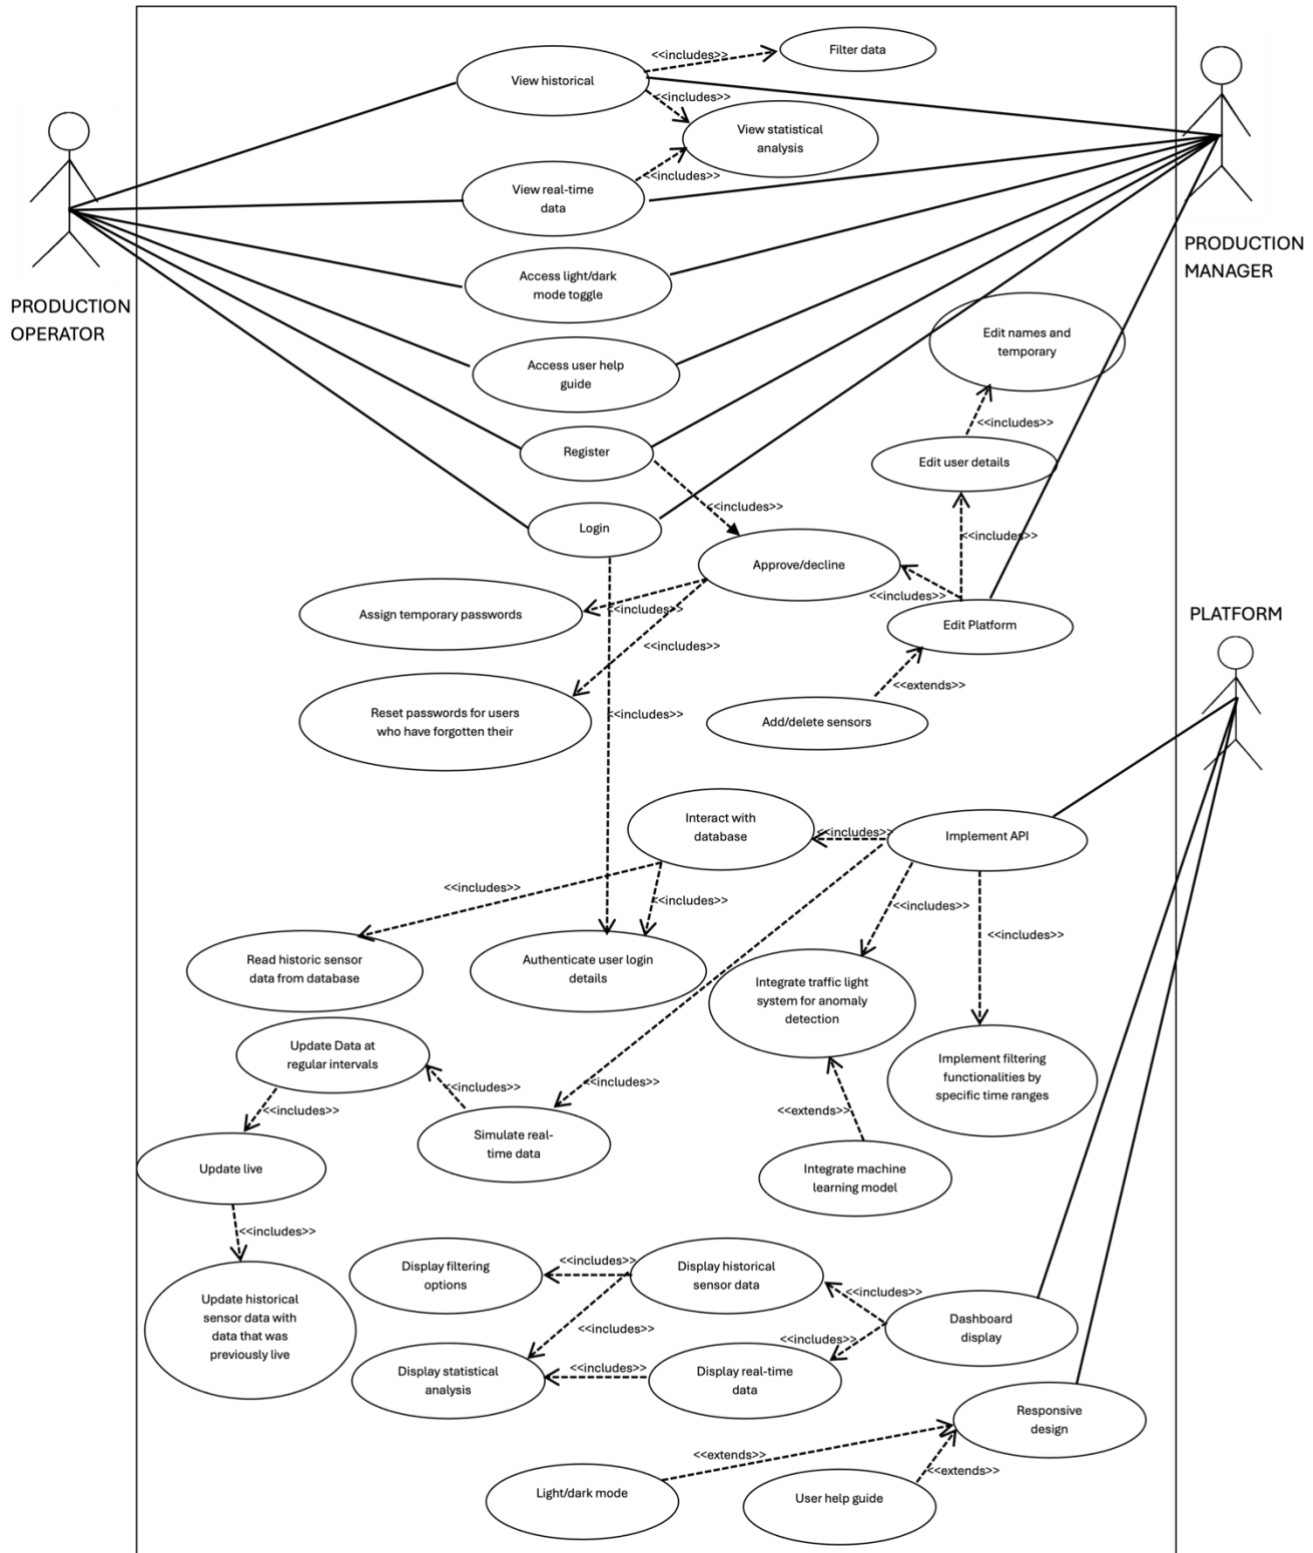 <<includes>>
Filter data
View historical
<<includes>>
View statistical
analysis
<<includes>>
View real-time
data
PRODUCTION
MANAGER
PRODUCTION
OPERATOR
Access light/dark
mode toggle
Edit names and
temporary
Access user help
guide
<<includes>>
Register
Edit user details
<<includes>>
Login
<<includes>>
Approve/decline
<<includes>>
Assign temporary passwords
<<includes>>
Edit Platform
PLATFORM
<<includes>>
<<extends>>
Reset passwords for users
who have forgotten their
<<includes>>
Add/delete sensors
Interact with
database
<<includes>>
Implement API
<<includes>>
<<includes>>
<<includes>>
<<includes>>
Read historic sensor
data from database
Authenticate user login
details
Integrate traffic light
system for anomaly
detection
Update Data at
regular intervals
Implement filtering
functionalities by
specific time ranges
<<includes>>
<<includes>>
<<includes>>
<<extends>>
Simulate real-
time data
Update live
Integrate machine
learning model
<<includes>>
Display filtering
options
<<includes>>
Display historical
sensor data
<<includes>>
Update historical
sensor data with
data that was
previously live
Dashboard
display
<<includes>>
<<includes>>
Display statistical
analysis
<<includes>>
Display real-time
data
Responsive
design
<<extends>>
<<extends>>
Light/dark mode
User help guide